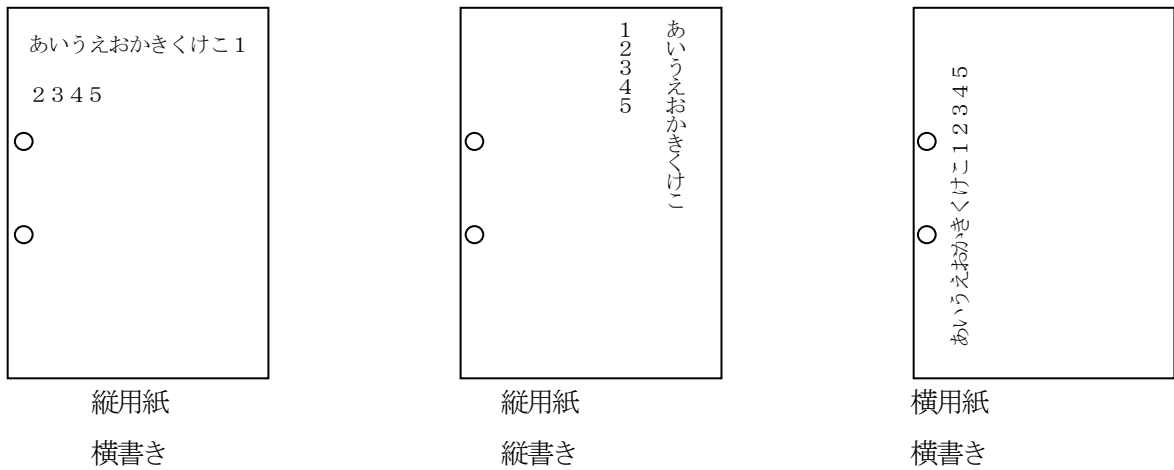 あいうえおかきくけこ１
２３４５
縦用紙
横書き
あいうえおかきくけこ
１２３４５
縦用紙
縦書き
あいうえおかきくけこ１２３４５
横用紙
横書き